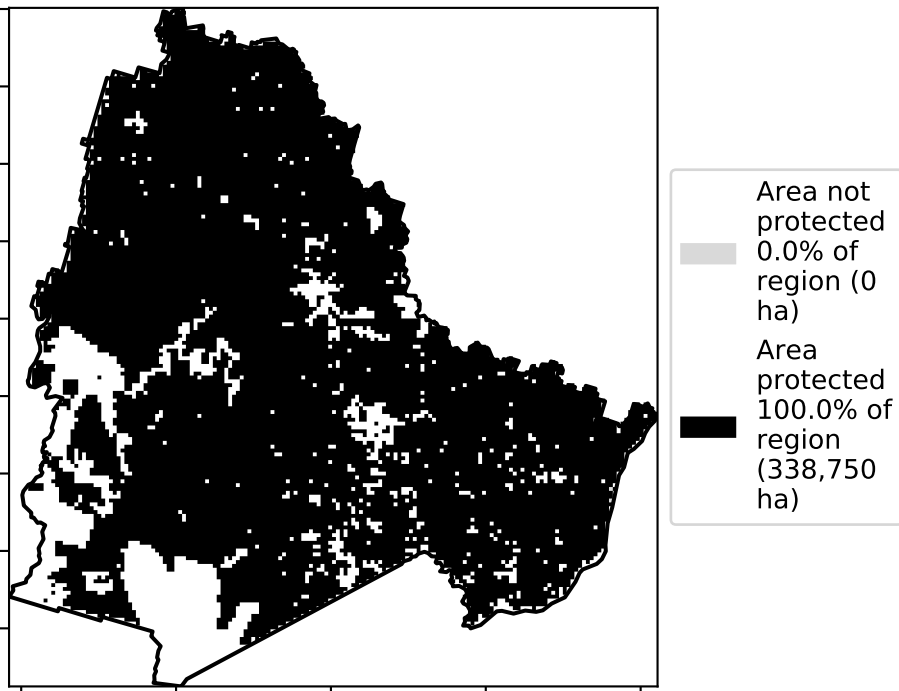 Area not
protected
0.0% of
region (0
ha)
Area
protected
100.0% of
region
(338,750
ha)